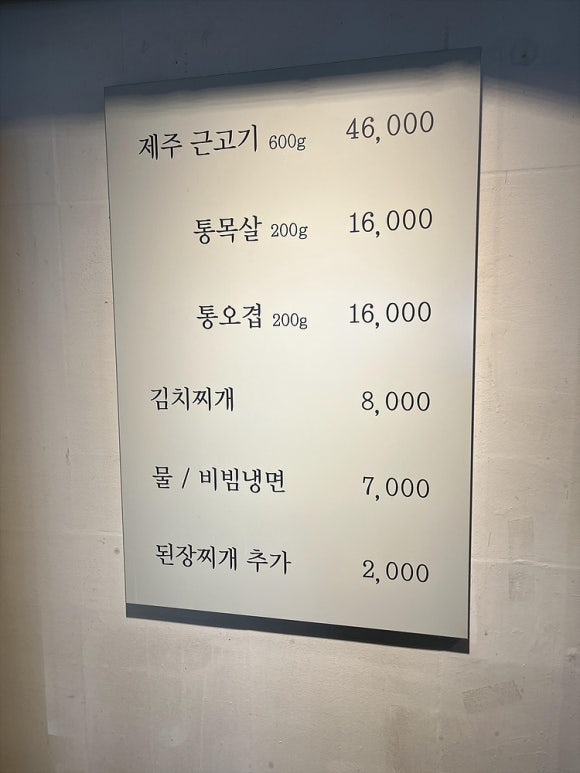 제주 근고기 600g 46,000
통목살 200g 16,000
통오겹 200g 16,000
김치찌개 8,000
물 / 비빔냉면 7,000
된장찌개 추가 2,000